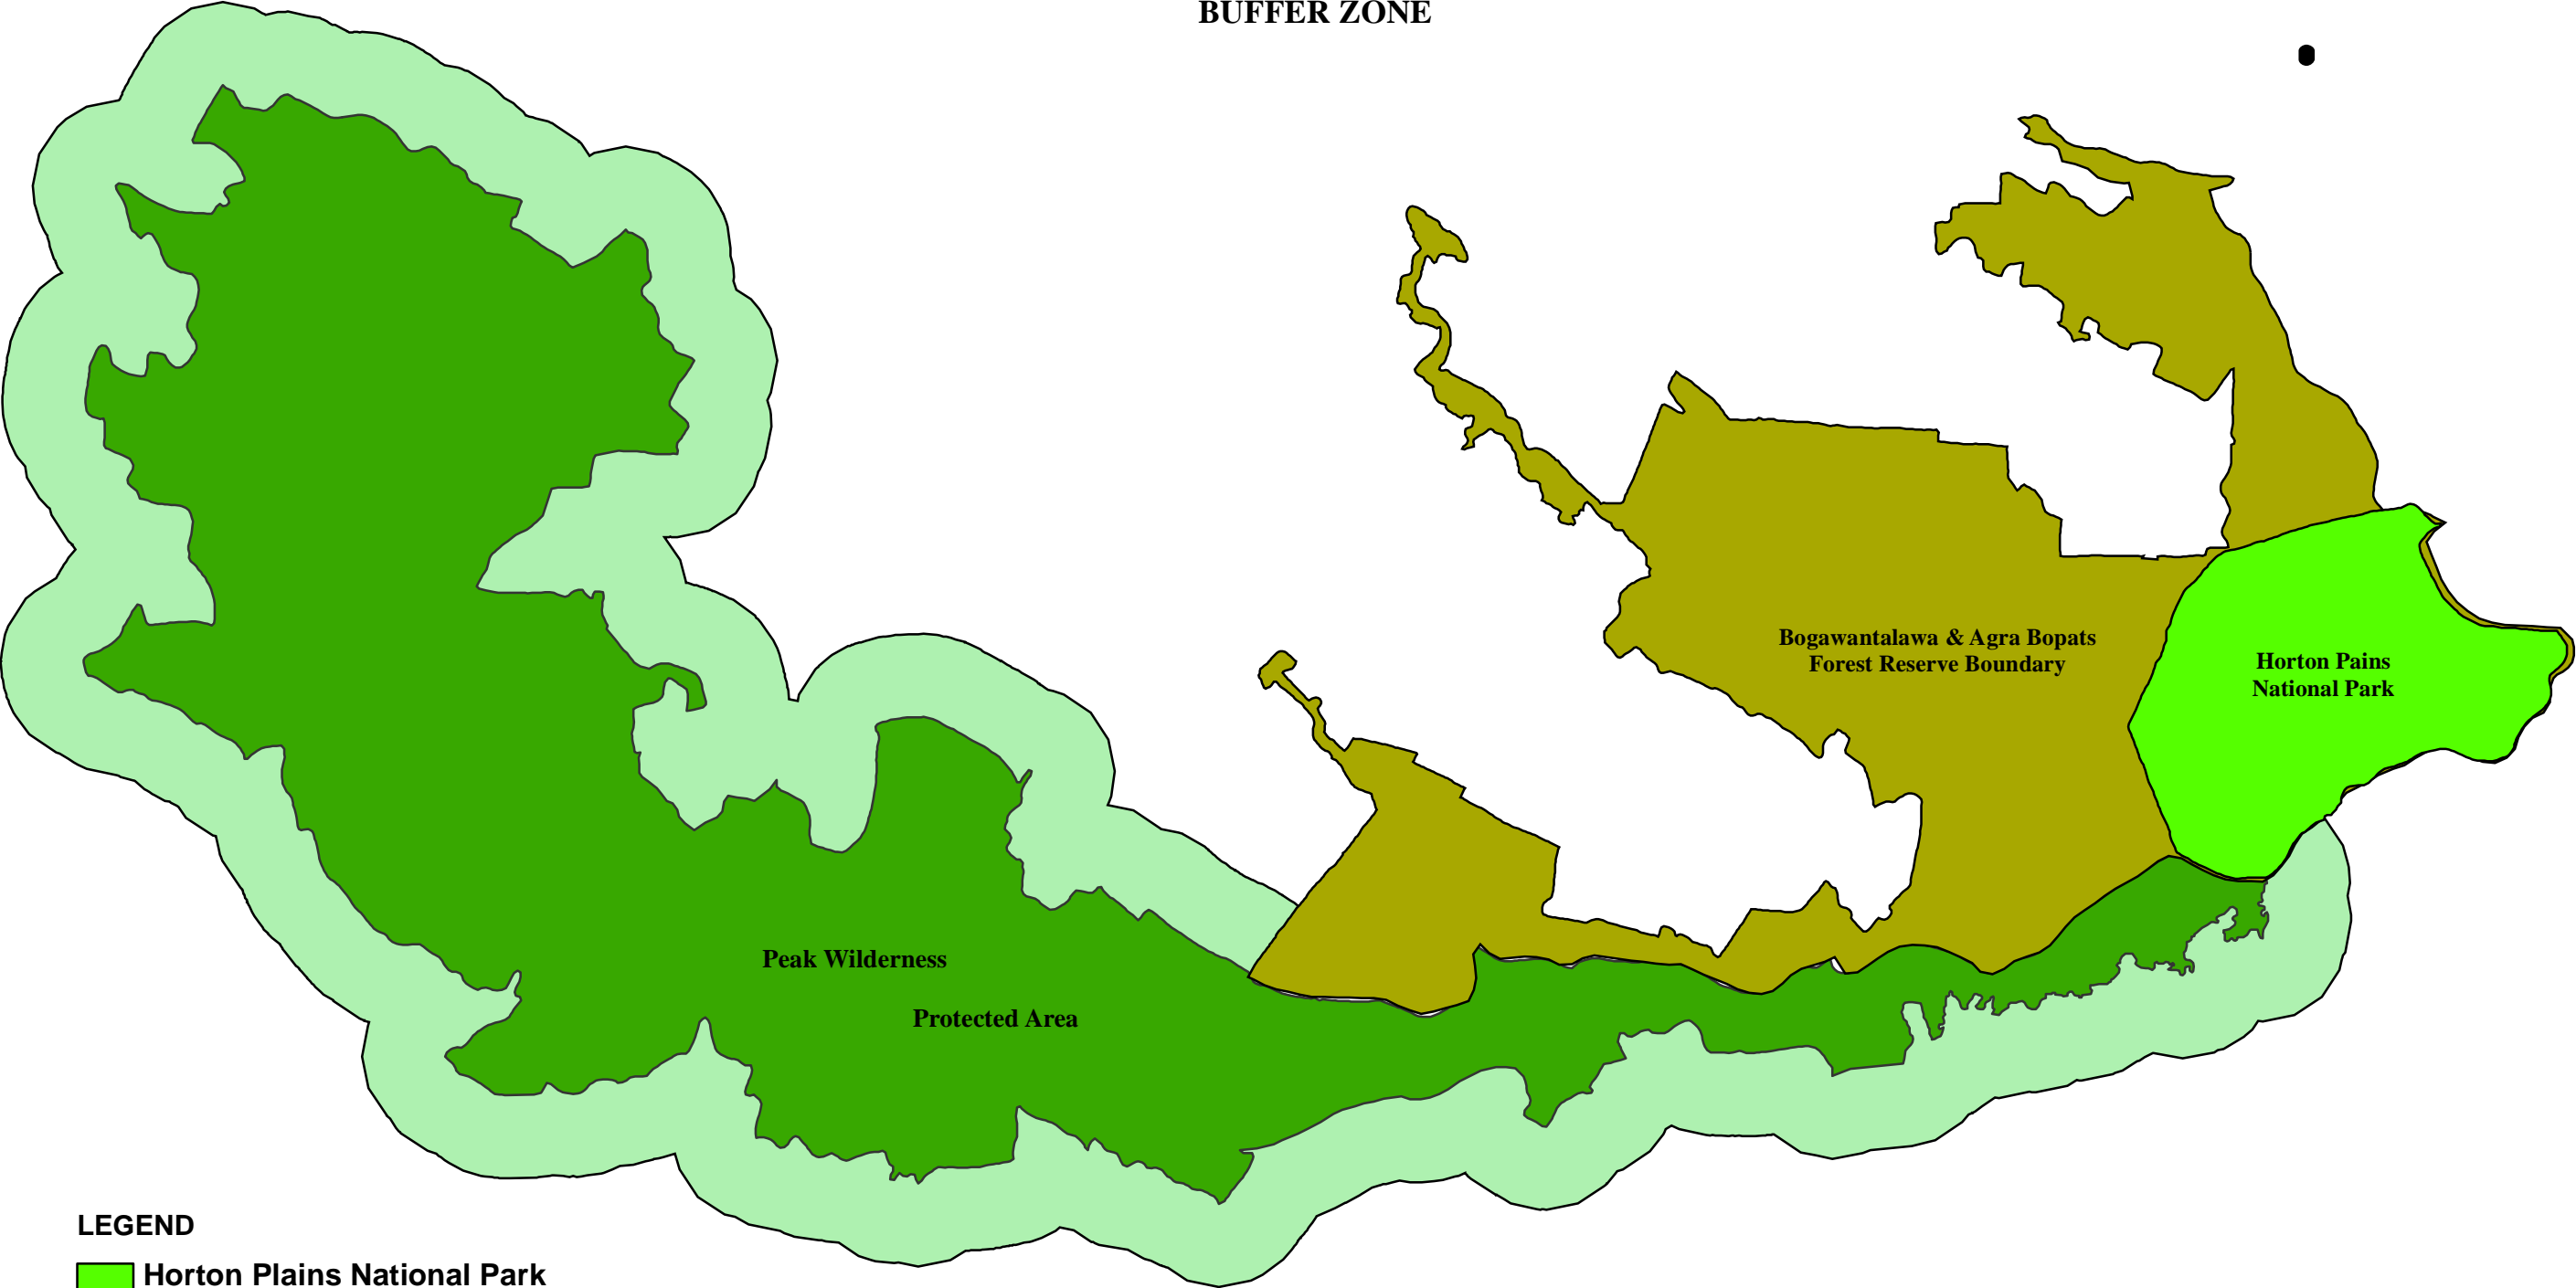 BUFFER ZONE
Bogawantalawa & Agra Bopats
Forest Reserve Boundary
Horton Pains
National Park
Peak Wilderness
Protected Area
LEGEND
Horton Plains National Park